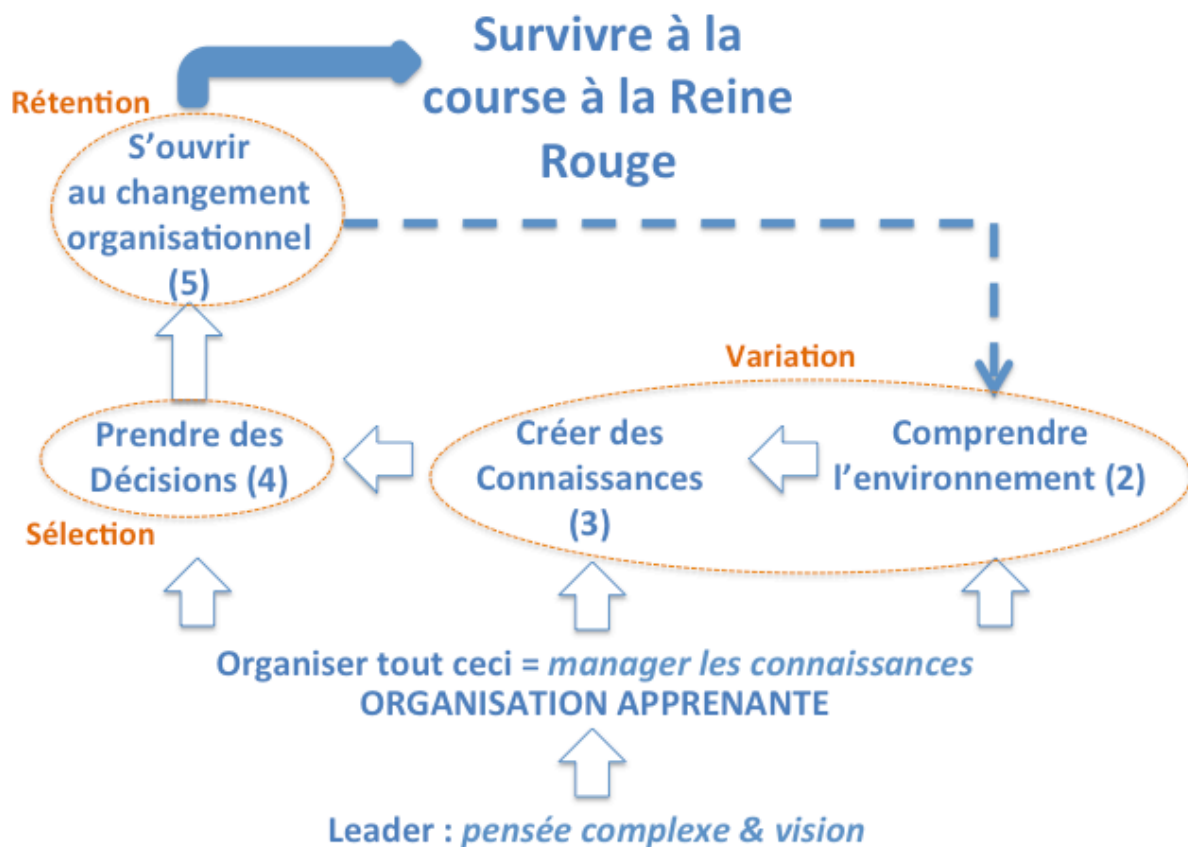 Survivre à la
course à la Reine
Rouge
Rétention
S’ouvrir
au changement
organisationnel
(5)
Variation
Prendre des
Décisions (4)
Créer des
Connaissances
(3)
Comprendre
l’environnement (2)
Sélection
Organiser tout ceci = manager les connaissances
ORGANISATION APPRENANTE
Leader : pensée complexe & vision